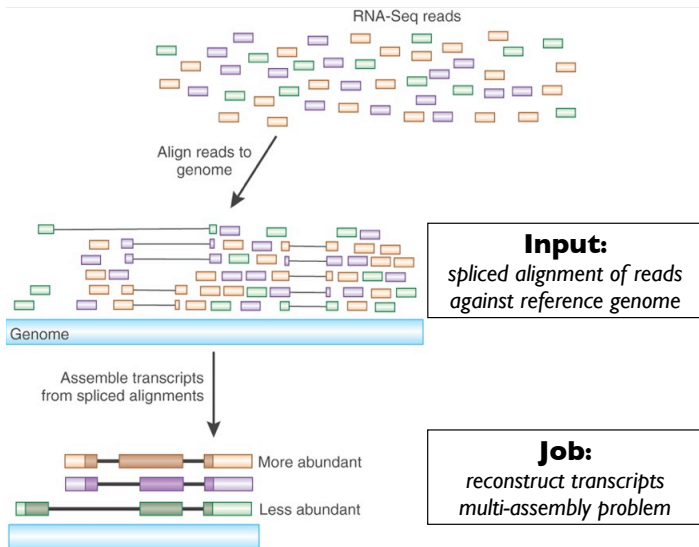 RNA-Seq reads
Align reads to
genome
Input:
spliced alignment of reads
against reference genome
Genome
Assemble transcripts
from spliced alignments
More abundant
Less abundant
Job:
reconstruct transcripts
multi-assembly problem